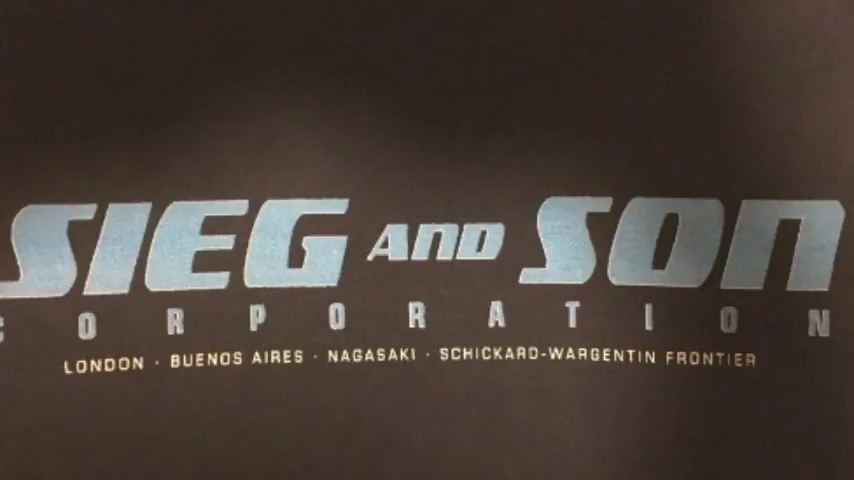 SIEG AND SON
CORPORATION
LONDON · BUENOS AIRES · NAGASAKI · SCHICKARD-WARGENTIN FRONTIER